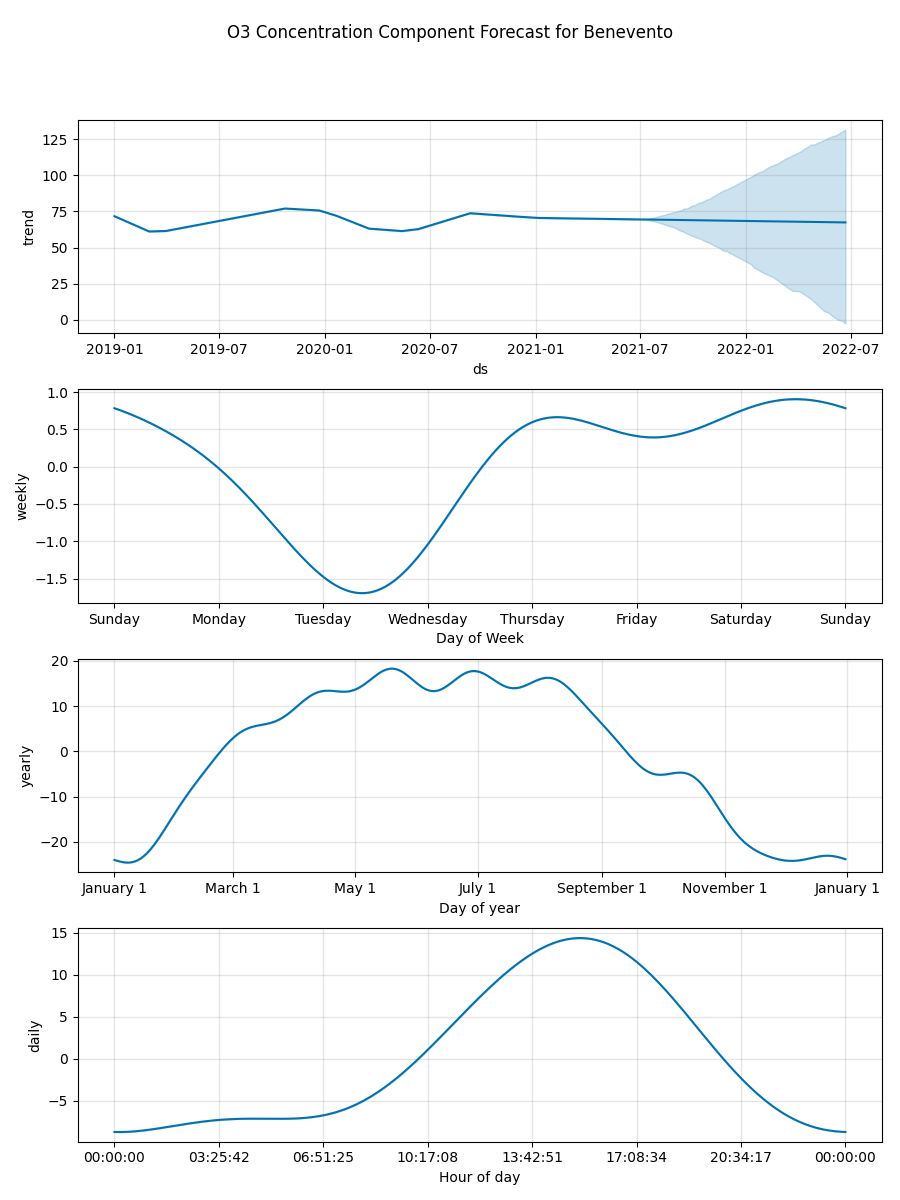 O3 Concentration Component Forecast for Benevento
125
100
75
50
25
0
trend
2019-01 2019-07 2020-01 2020-07 2021-01 2021-07 2022-01 2022-07
ds
1.0
0.5
0.0
−0.5
−1.0
−1.5
weekly
Sunday Monday Tuesday Wednesday Thursday Friday Saturday Sunday
Day of Week
20
10
0
−10
−20
yearly
January 1 March 1 May 1 July 1 September 1 November 1 January 1
Day of year
15
10
5
0
−5
daily
00:00:00 03:25:42 06:51:25 10:17:08 13:42:51 17:08:34 20:34:17 00:00:00
Hour of day